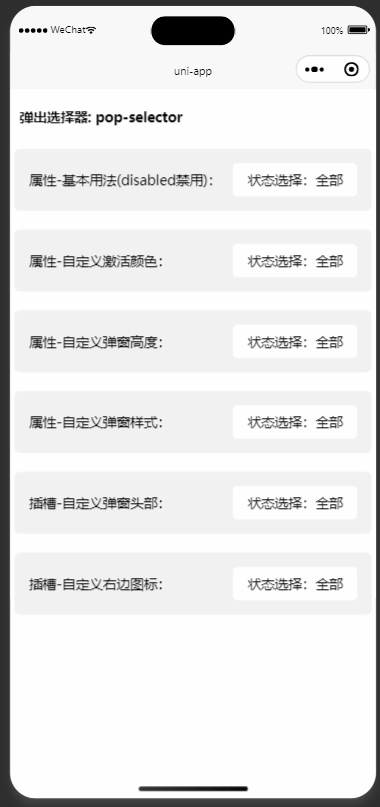 WeChat
100%
uni-app
弹出选择器: pop-selector
属性-基本用法(disabled禁用)： 状态选择：全部
属性-自定义激活颜色： 状态选择：全部
属性-自定义弹窗高度： 状态选择：全部
属性-自定义弹窗样式： 状态选择：全部
插槽-自定义弹窗头部： 状态选择：全部
插槽-自定义右边图标： 状态选择：全部